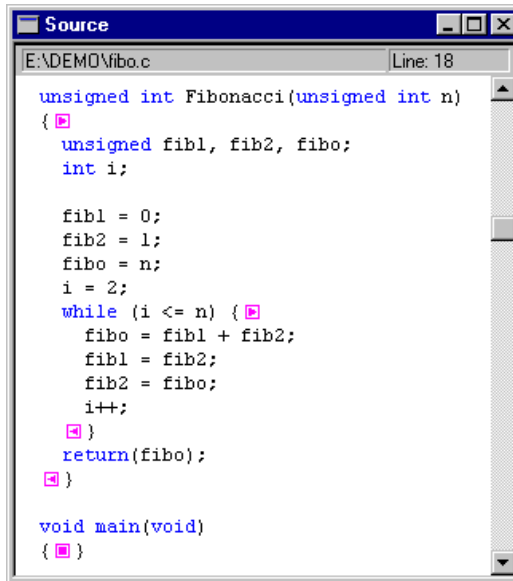 Source
E:\DEMO\fibo.c Line: 18
unsigned int Fibonacci(unsigned int n)
{
unsigned fib1, fib2, fibo;
int i;
fib1 = 0;
fib2 = 1;
fibo = n;
i = 2;
while (i <= n) {
fibo = fib1 + fib2;
fib1 = fib2;
fib2 = fibo;
i++;
}
return(fibo);
}
void main(void)
{ }